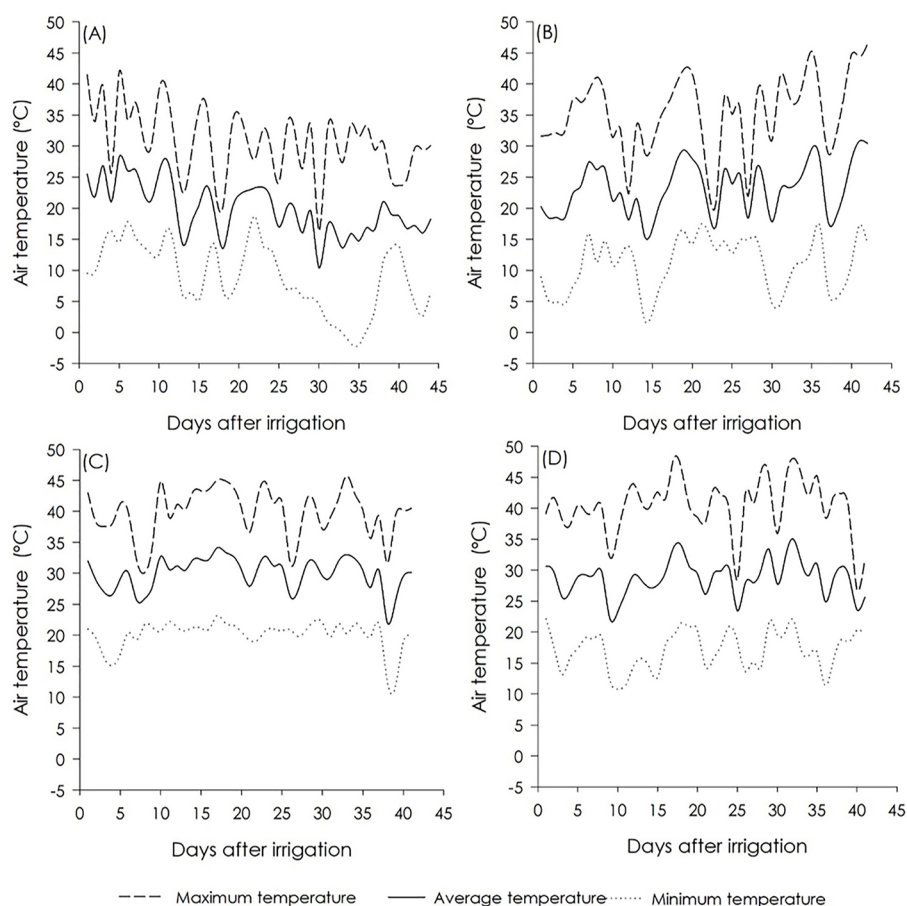 (A)
50
45
40
35
30
25
20
15
10
5
0
-5
Air temperature (°C)
0 5 10 15 20 25 30 35 40 45
Days after irrigation
(B)
50
45
40
35
30
25
20
15
10
5
0
-5
Air temperature (°C)
0 5 10 15 20 25 30 35 40 45
Days after irrigation
(C)
50
45
40
35
30
25
20
15
10
5
0
-5
Air temperature (°C)
0 5 10 15 20 25 30 35 40 45
Days after irrigation
(D)
50
45
40
35
30
25
20
15
10
5
0
-5
Air temperature (°C)
0 5 10 15 20 25 30 35 40 45
Days after irrigation
Maximum temperature Average temperature Minimum temperature